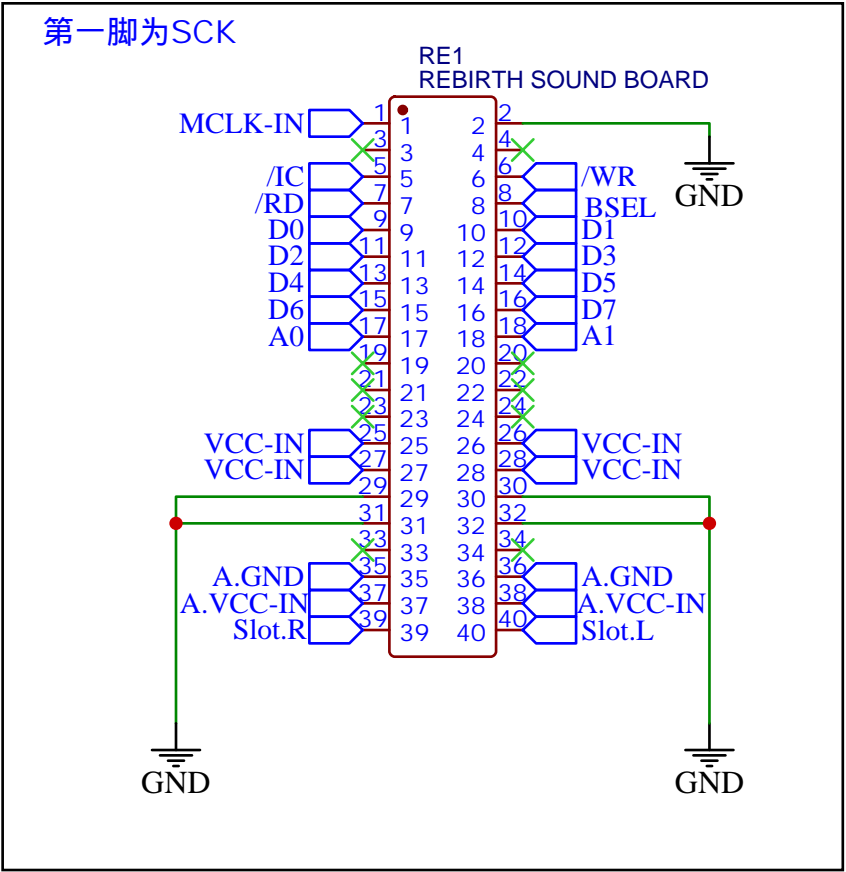 第一脚为SCK
RE1
REBIRTH SOUND BOARD
MCLK-IN 1 1 2 2
3 3 4 4
/IC 5 5 6 6 /WR
GND
/RD 7 7 8 8 BSEL
D0 9 9 10 10 D1
D2 11 11 12 12 D3
D4 13 13 14 14 D5
D6 15 15 16 16 D7
A0 17 17 18 18 A1
19 19 20 20
21 21 22 22
23 23 24 24
VCC-IN 25 25 26 26 VCC-IN
VCC-IN 27 27 28 28 VCC-IN
29 29 30 30
31 31 32 32
33 33 34 34
A.GND 35 35 36 36 A.GND
A.VCC-IN 37 37 38 38 A.VCC-IN
Slot.R 39 39 40 40 Slot.L
GND GND